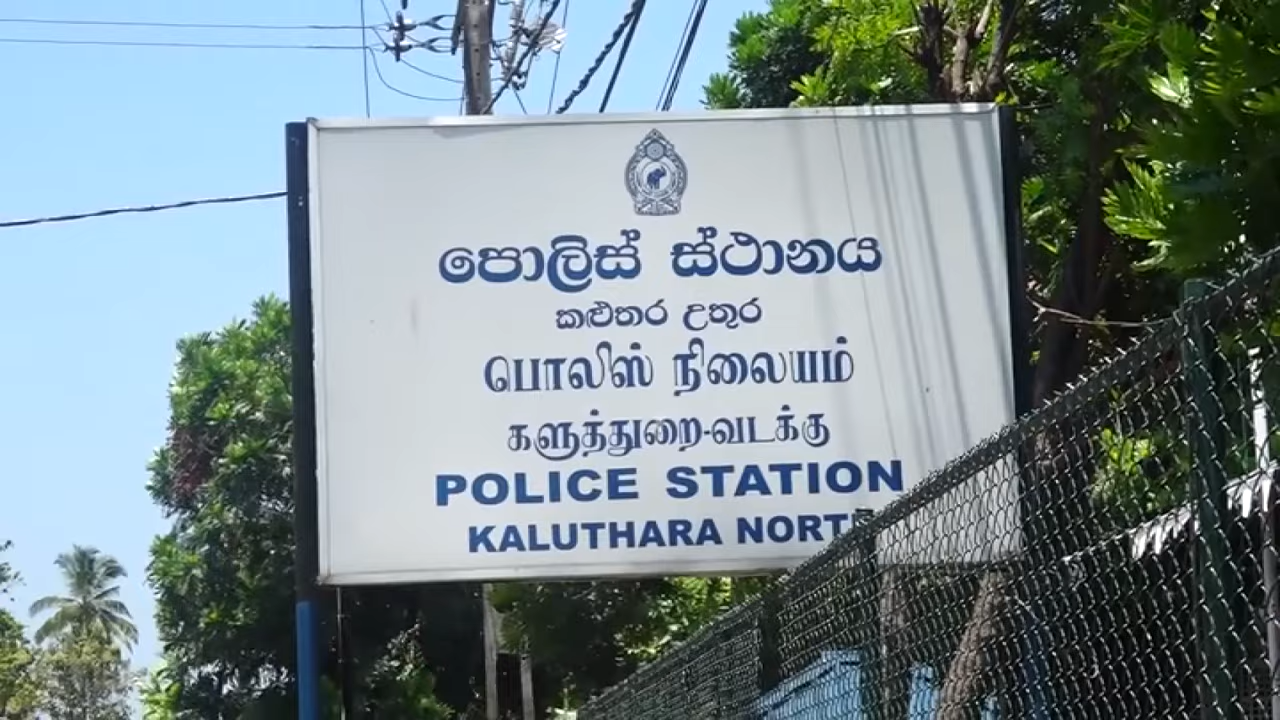 පොලිස් ස්ථානය
කළුතර උතුර
பொலிஸ் நிலையம்
களுத்துறை-வடக்கு
POLICE STATION
KALUTHARA NORTH